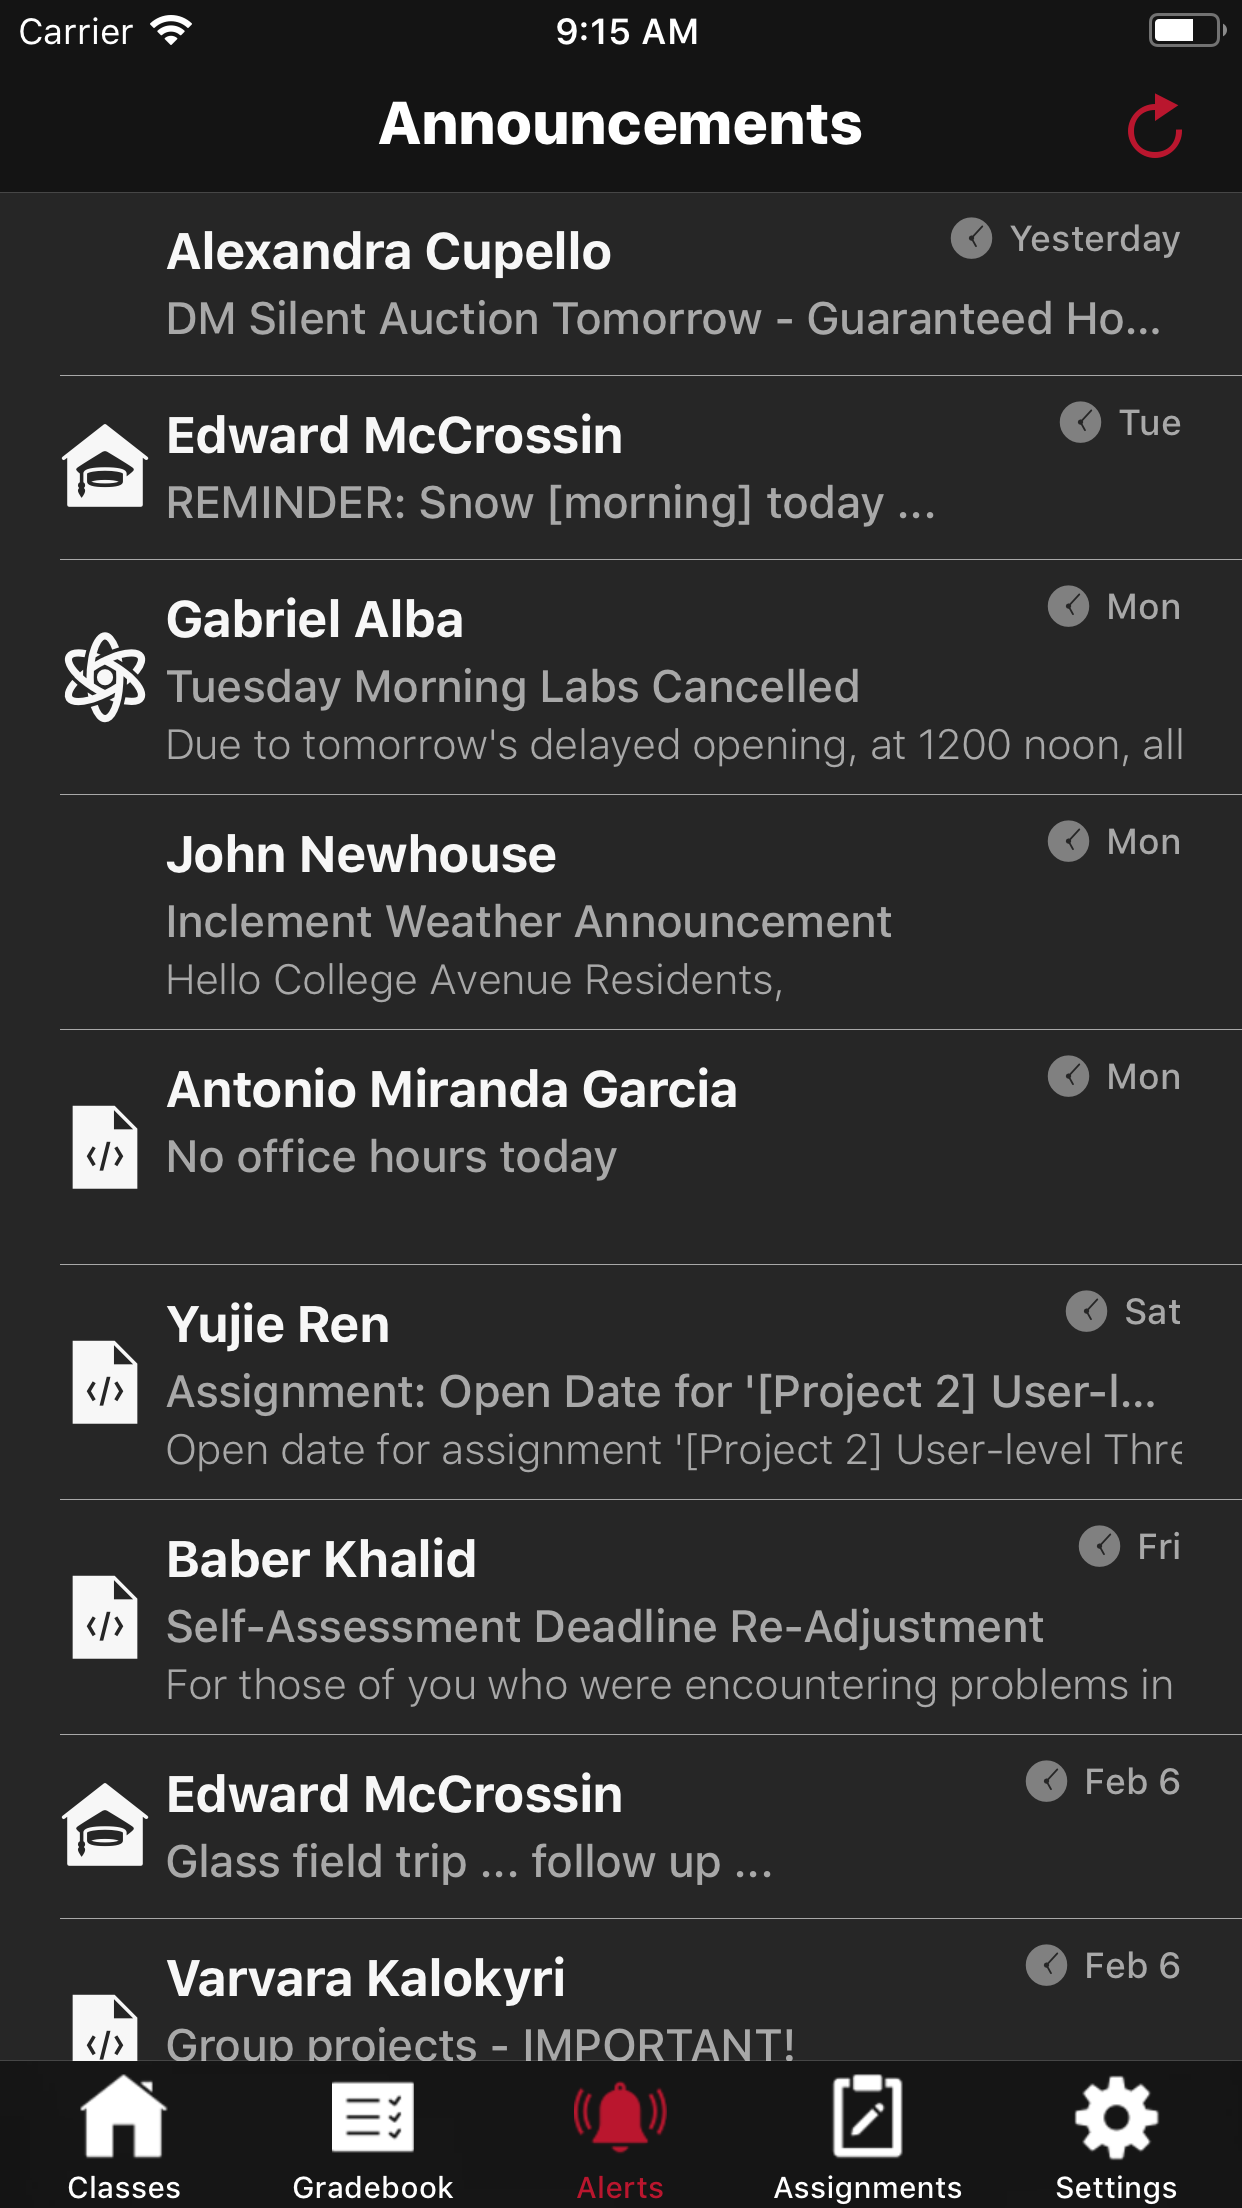 Carrier
9:15 AM
Announcements
Alexandra Cupello
Yesterday
DM Silent Auction Tomorrow - Guaranteed Ho...
Edward McCrossin
Tue
REMINDER: Snow [morning] today ...
Gabriel Alba
Mon
Tuesday Morning Labs Cancelled
Due to tomorrow's delayed opening, at 1200 noon, all
John Newhouse
Mon
Inclement Weather Announcement
Hello College Avenue Residents,
Antonio Miranda Garcia
Mon
No office hours today
Yujie Ren
Sat
Assignment: Open Date for '[Project 2] User-l...
Open date for assignment '[Project 2] User-level Thre
Baber Khalid
Fri
Self-Assessment Deadline Re-Adjustment
For those of you who were encountering problems in
Edward McCrossin
Feb 6
Glass field trip ... follow up ...
Varvara Kalokyri
Feb 6
Group projects - IMPORTANT!
Classes
Gradebook
Alerts
Assignments
Settings